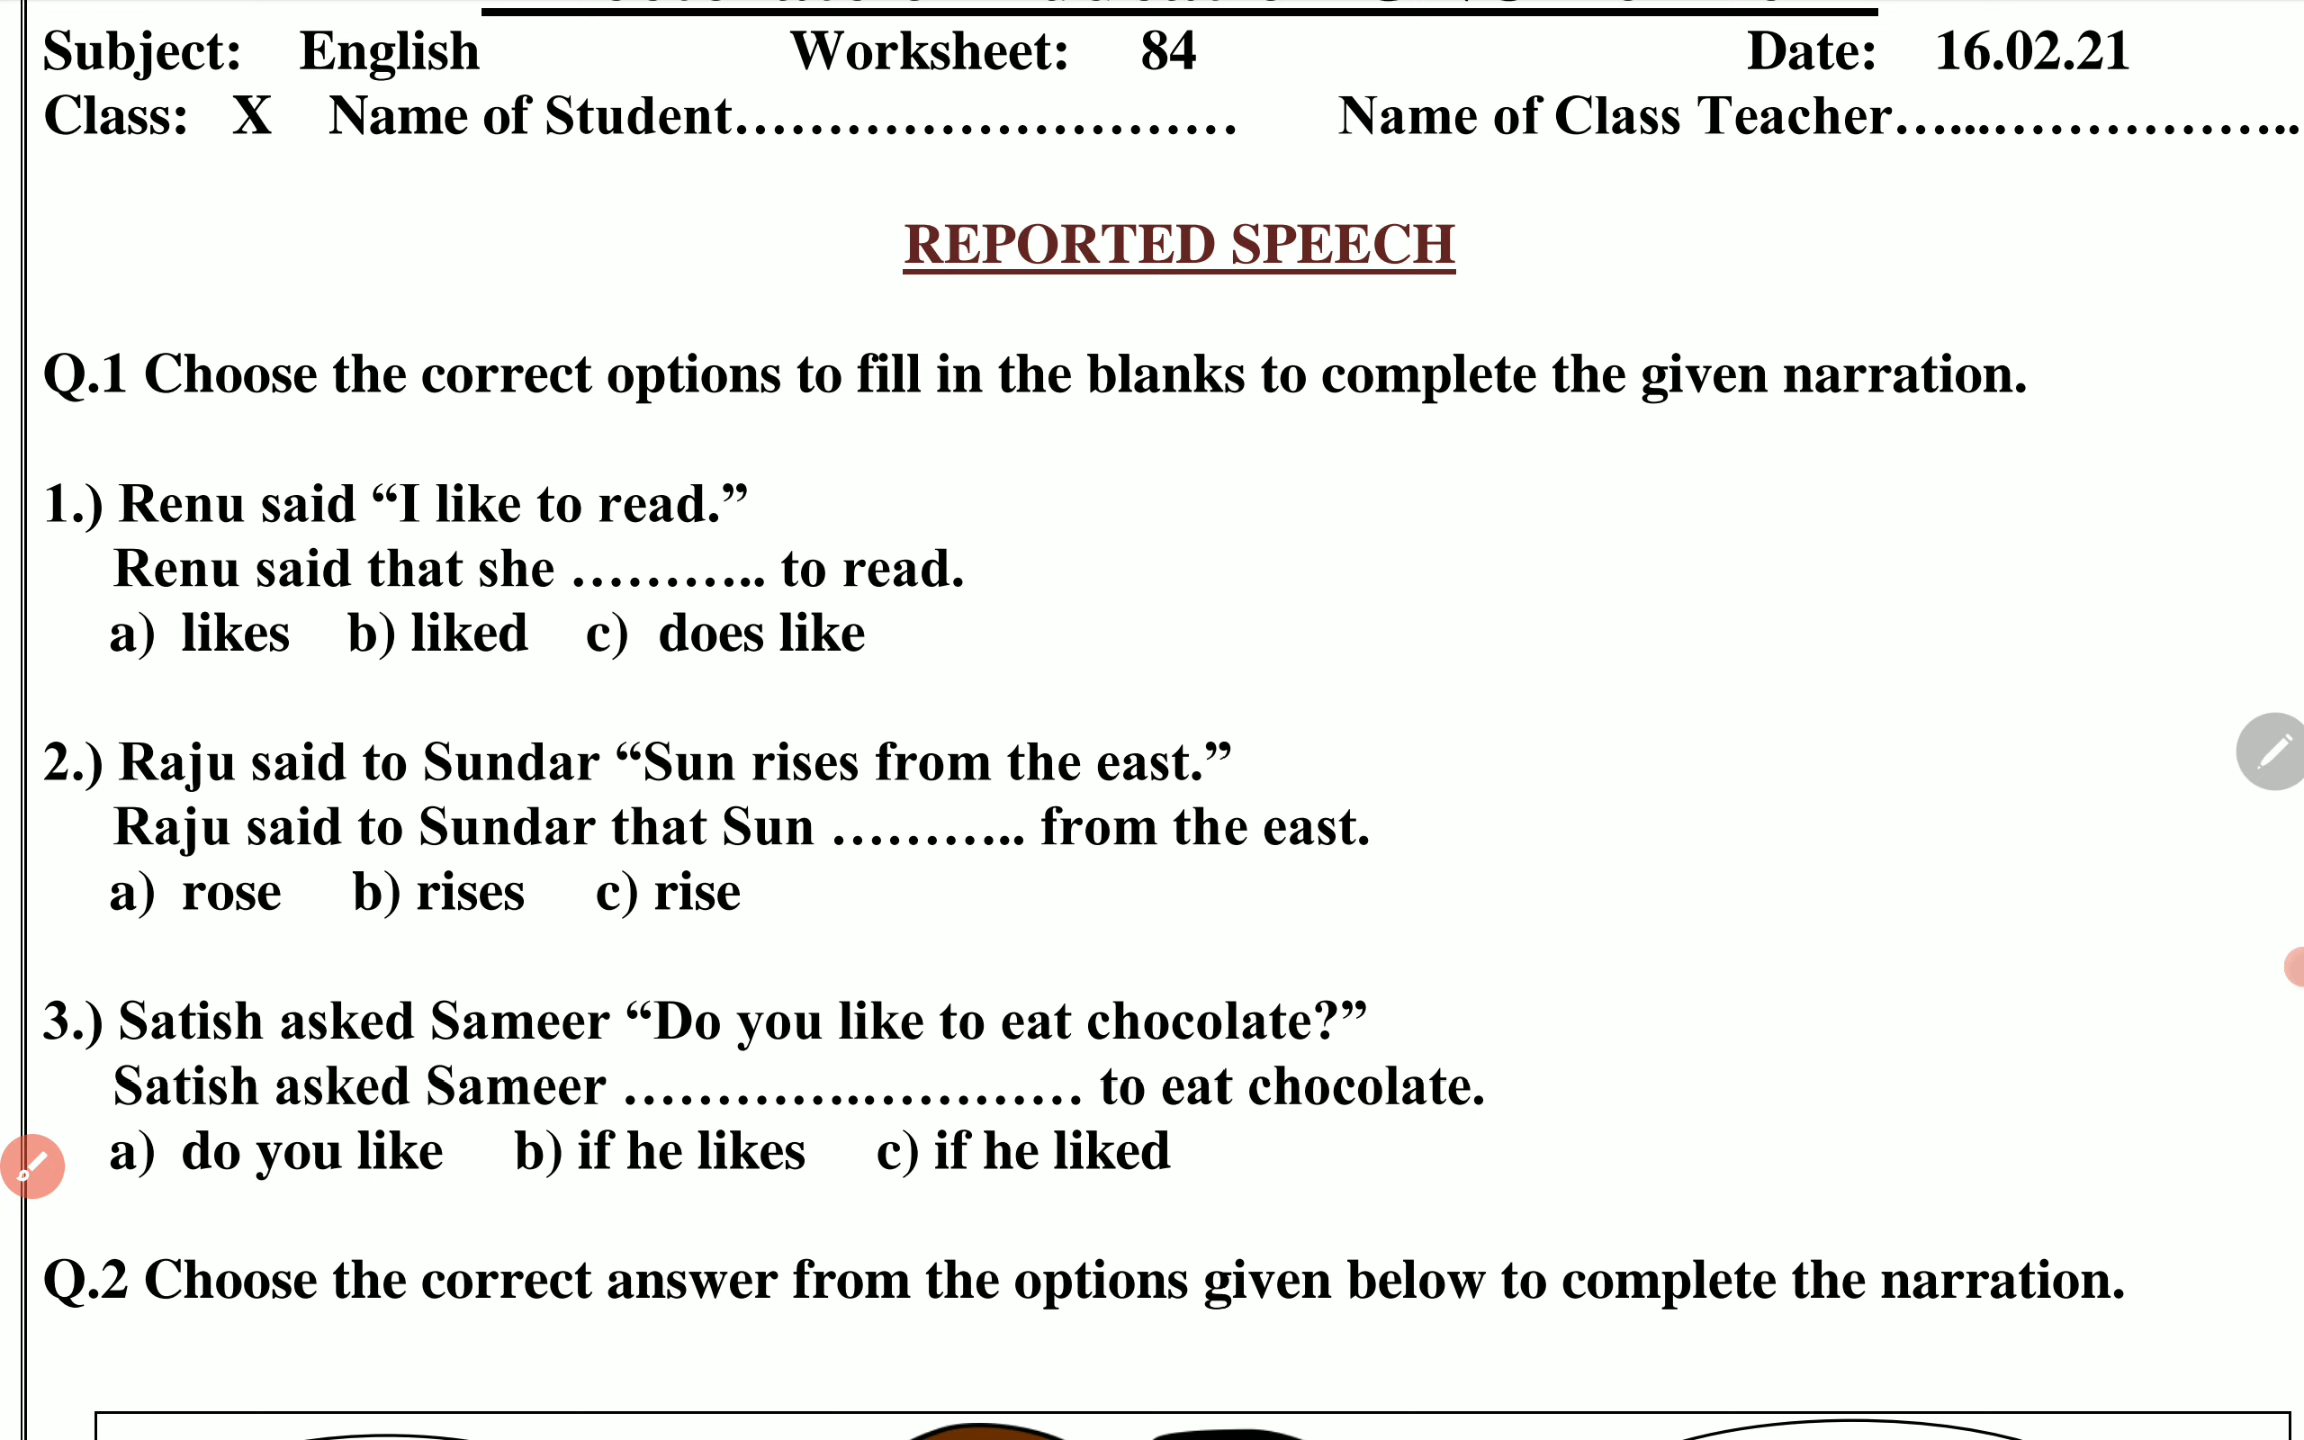 Subject: English Worksheet: 84 Date: 16.02.21
Class: X Name of Student........................... Name of Class Teacher......................
REPORTED SPEECH
Q.1 Choose the correct options to fill in the blanks to complete the given narration.
1.) Renu said “I like to read.”
Renu said that she ……….. to read.
a) likes b) liked c) does like
2.) Raju said to Sundar “Sun rises from the east.”
Raju said to Sundar that Sun ……….. from the east.
a) rose b) rises c) rise
3.) Satish asked Sameer “Do you like to eat chocolate?”
Satish asked Sameer …………..………… to eat chocolate.
a) do you like b) if he likes c) if he liked
Q.2 Choose the correct answer from the options given below to complete the narration.